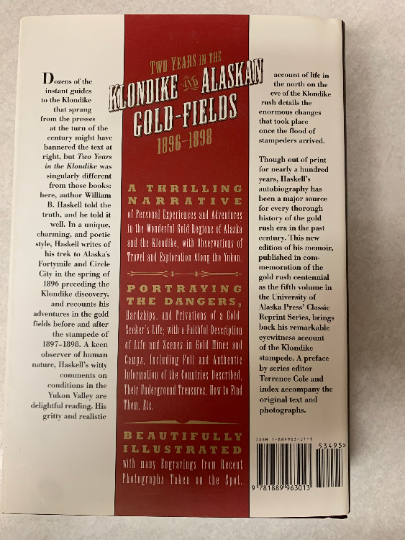 Dozens of the
instant guides
to the Klondike
that sprang
from the presses
at the turn of the
century might have
bannered the text at
right, but Two Years
in the Klondike was
singularly different
from those books:
here, author William
B. Haskell told the
truth, and he told it
well. In a unique,
charming, and poetic
style, Haskell writes of
his trek to Alaska's
Fortymile and Circle
City in the spring of
1896 preceding the
Klondike discovery,
and recounts his
adventures in the gold
fields before and after
the stampede of
1897–1898. A keen
observer of human
nature, Haskell's witty
comments on
conditions in the
Yukon Valley are
delightful reading. His
gritty and realistic
TWO YEARS IN THE
KLONDIKE AND ALASKAN
GOLD-FIELDS
1896–1898
A THRILLING
NARRATIVE
of Personal Experiences and Adventures
in the Wonderful Gold Regions of Alaska
and the Klondike, with Observations of
Travel and Exploration Along the Yukon.
PORTRAYING
THE DANGERS,
Hardships, and Privations of a Gold-
Seeker's Life; with a Faithful Description
of Life and Scenes in Gold Mines and
Camps, Including Full and Authentic
Information of the Countries Described,
Their Underground Treasures, How to Find
Them, Etc.
BEAUTIFULLY
ILLUSTRATED
with many Engravings from Recent
Photographs Taken on the Spot.
account of life in
the north on the
eve of the Klondike
rush details the
enormous changes
that took place
once the flood of
stampeders arrived.
Though out of print
for nearly a hundred
years, Haskell's
autobiography has
been a major source
for every thorough
history of the gold
rush era in the past
century. This new
edition of his memoir,
published in com-
memoration of the
gold rush centennial
as the fifth volume in
the University of
Alaska Press' Classic
Reprint Series, brings
back his remarkable
eyewitness account
of the Klondike
stampede. A preface
by series editor
Terrence Cole and
index accompany the
original text and
photographs.
53495>
9 781889 963013